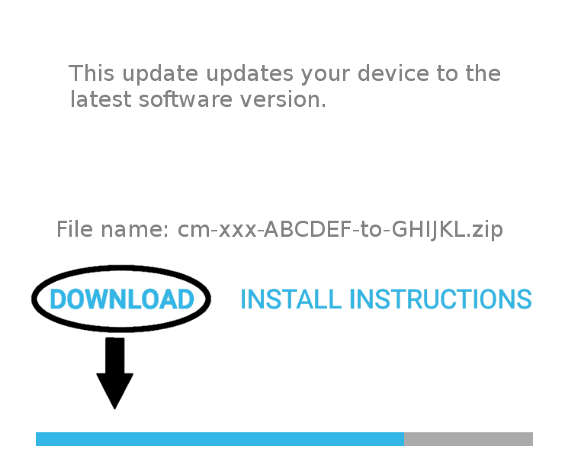 This update updates your device to the
latest software version.
File name: cm-xxx-ABCDEF-to-GHIJKL.zip
DOWNLOAD INSTALL INSTRUCTIONS